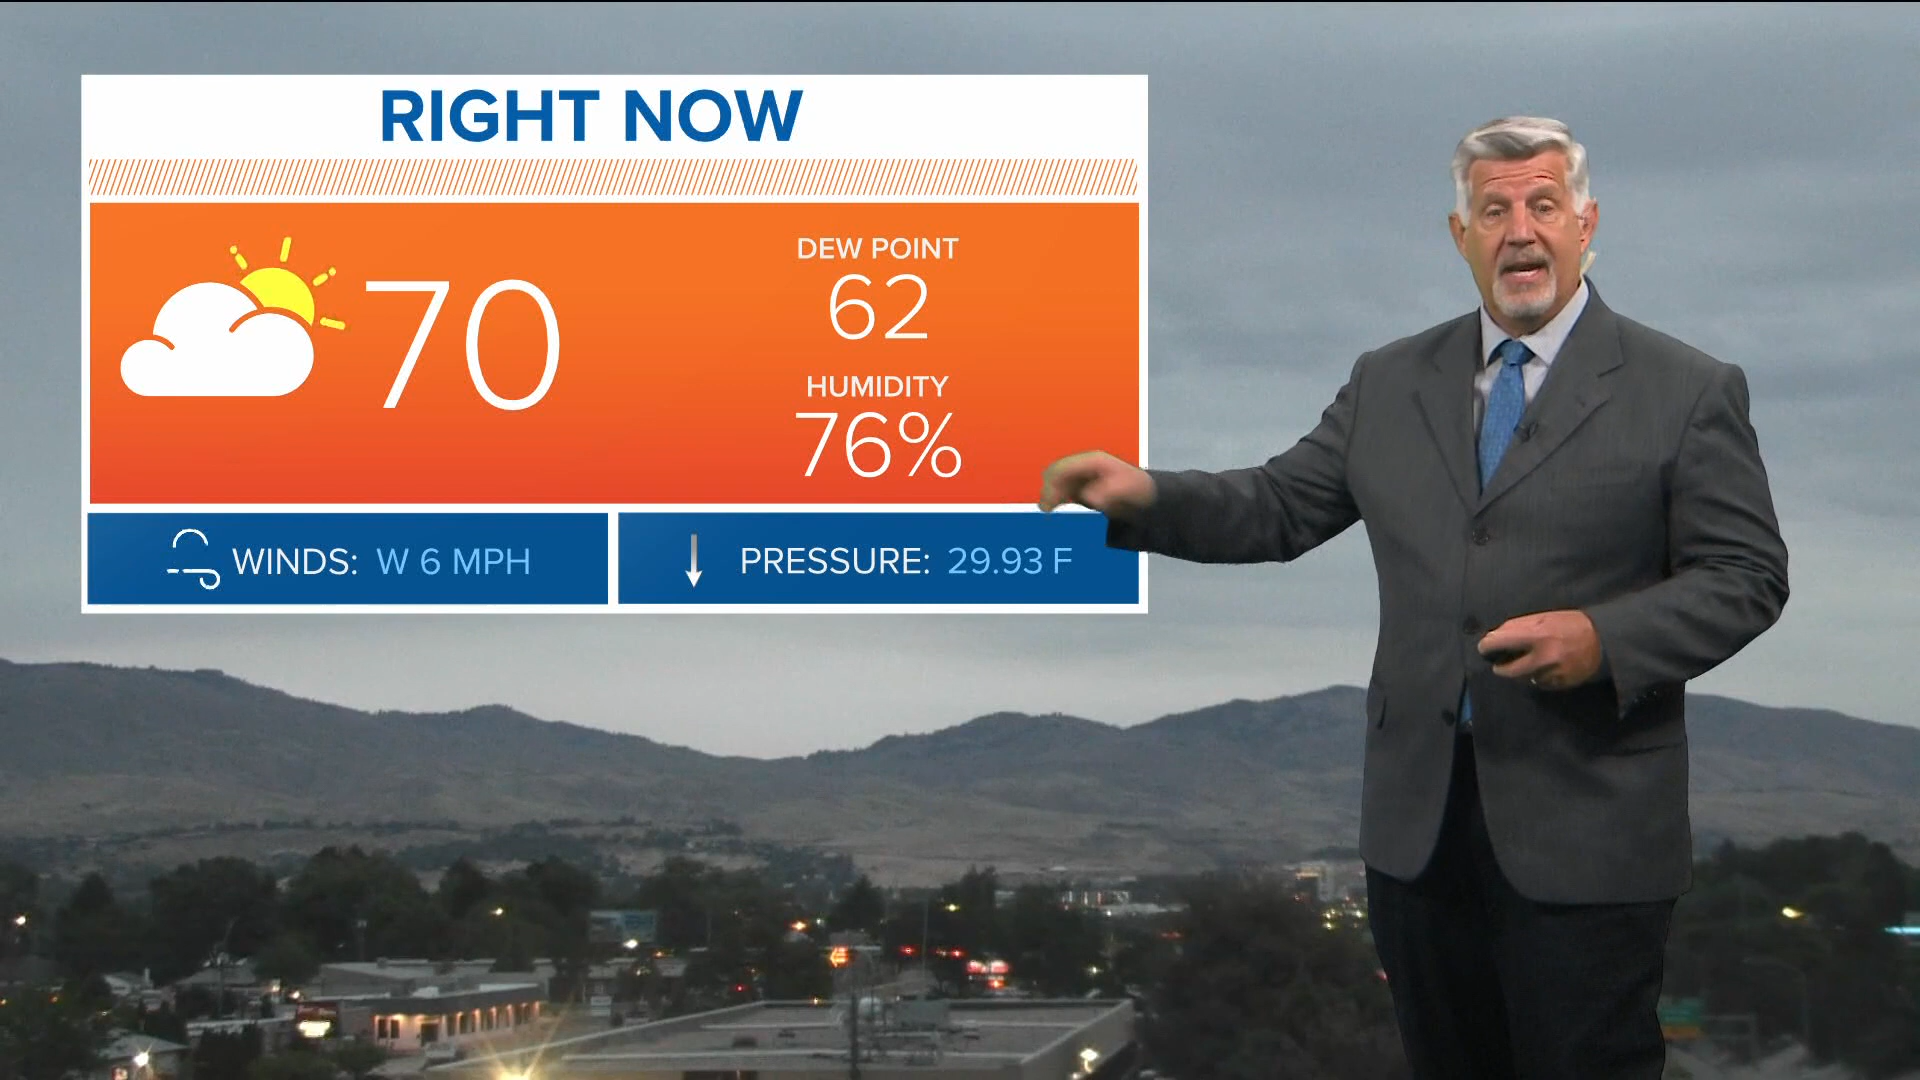 RIGHT NOW
70
DEW POINT
62
HUMIDITY
76%
WINDS: W 6 MPH
PRESSURE: 29.93 F